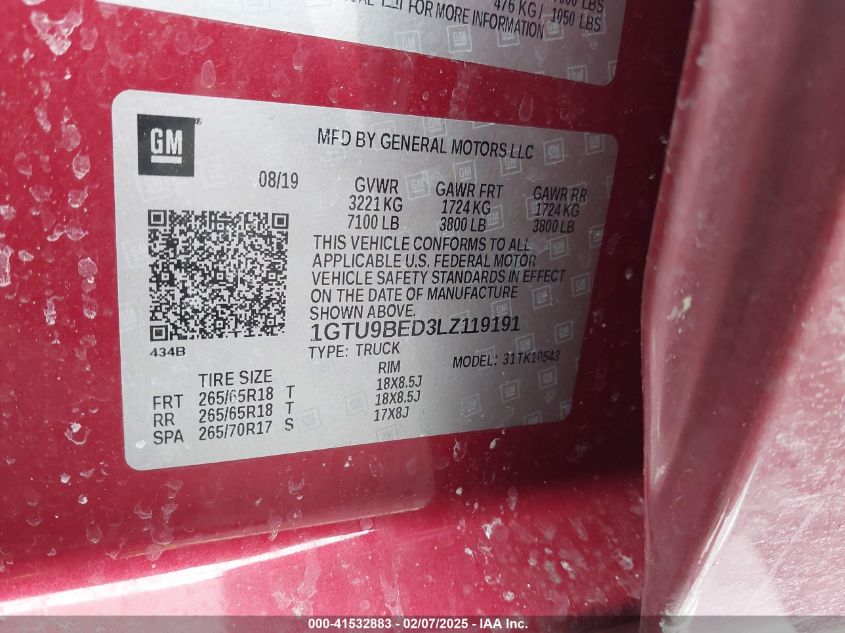 LBS
476 KG / 1050 LBS
FOR MORE INFORMATION
GM
MFD BY GENERAL MOTORS LLC
08/19
GVWR GAWR FRT GAWR RR
3221 KG 1724 KG 1724 KG
7100 LB 3800 LB 3800 LB
THIS VEHICLE CONFORMS TO ALL
APPLICABLE U.S. FEDERAL MOTOR
VEHICLE SAFETY STANDARDS IN EFFECT
ON THE DATE OF MANUFACTURE
SHOWN ABOVE.
1GTU9BED3LZ119191
434B
TYPE: TRUCK MODEL: 31TK10543
TIRE SIZE RIM
FRT 265/65R18 T 18X8.5J
RR 265/65R18 T 18X8.5J
SPA 265/70R17 S 17X8J
000-41532883 - 02/07/2025 - IAA Inc.